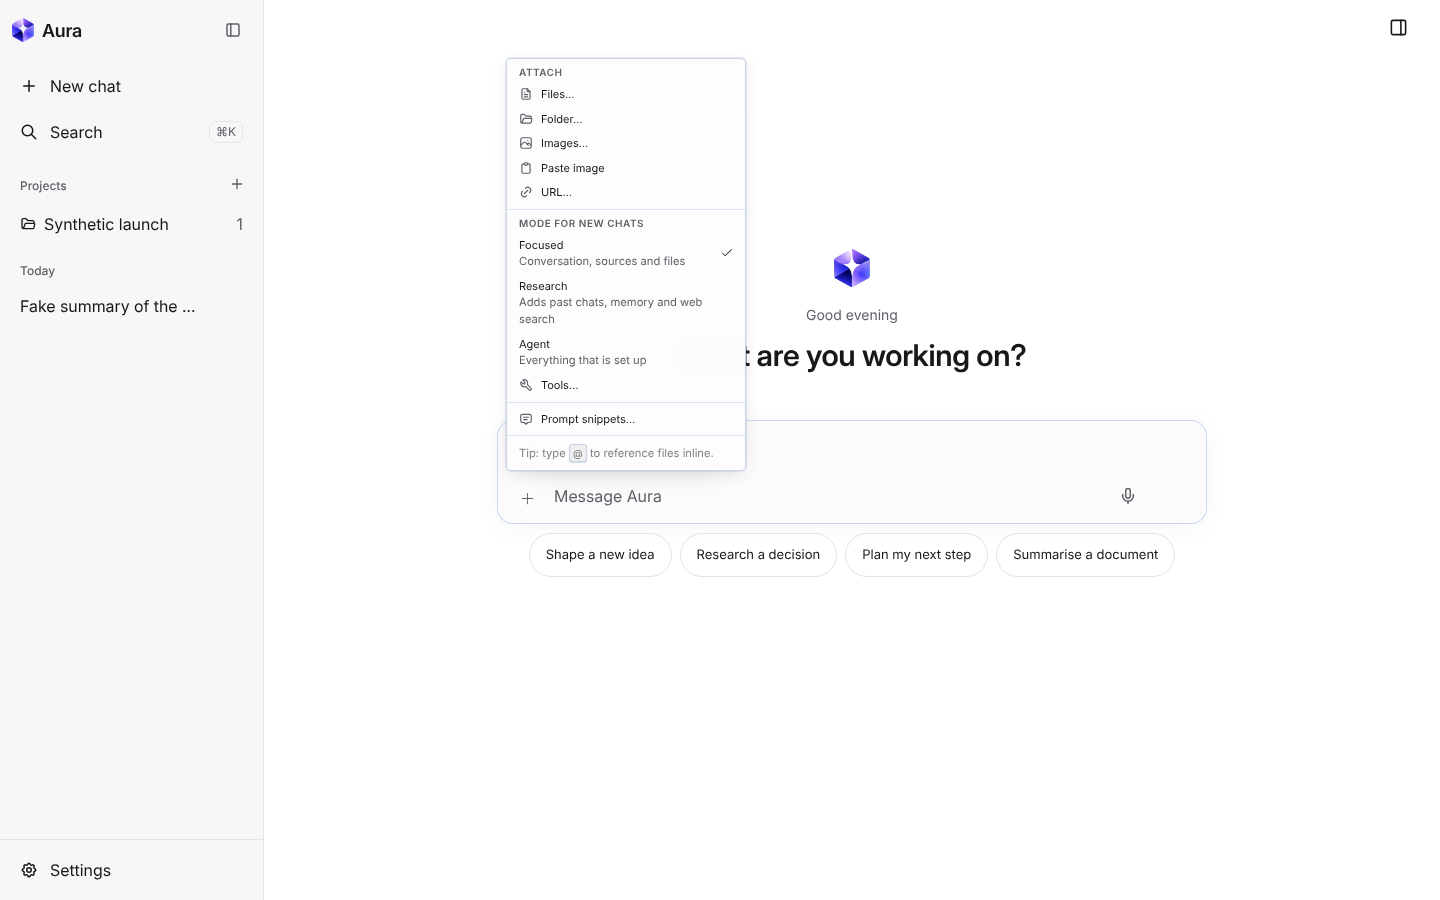 Aura
New chat
Search ⌘K
Projects
Synthetic launch 1
Today
Fake summary of the ...
Settings
ATTACH
Files...
Folder...
Images...
Paste image
URL...
MODE FOR NEW CHATS
Focused
Conversation, sources and files
Research
Adds past chats, memory and web
search
Agent
Everything that is set up
Tools...
Prompt snippets...
Tip: type @ to reference files inline.
Good evening
are you working on?
Message Aura
Shape a new idea
Research a decision
Plan my next step
Summarise a document